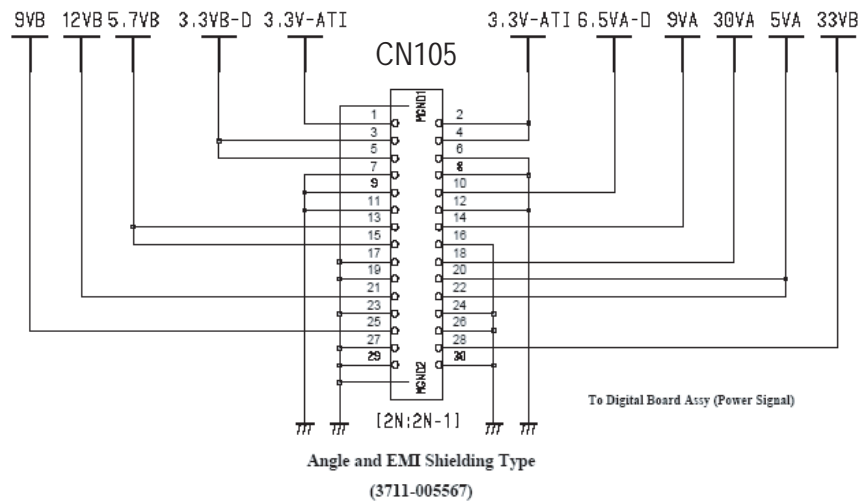 9VB 12VB 5.7VB 3.3VB-D 3.3V-ATI 3.3V-ATI 6.5VA-D 9VA 30VA 5VA 33VB
CN105
MGND1
1 2
3 4
5 6
7 8
9 10
11 12
13 14
15 16
17 18
19 20
21 22
23 24
25 26
27 28
29 30
MGND2
To Digital Board Assy (Power Signal)
[2N:2N-1]
Angle and EMI Shielding Type
(3711-005567)